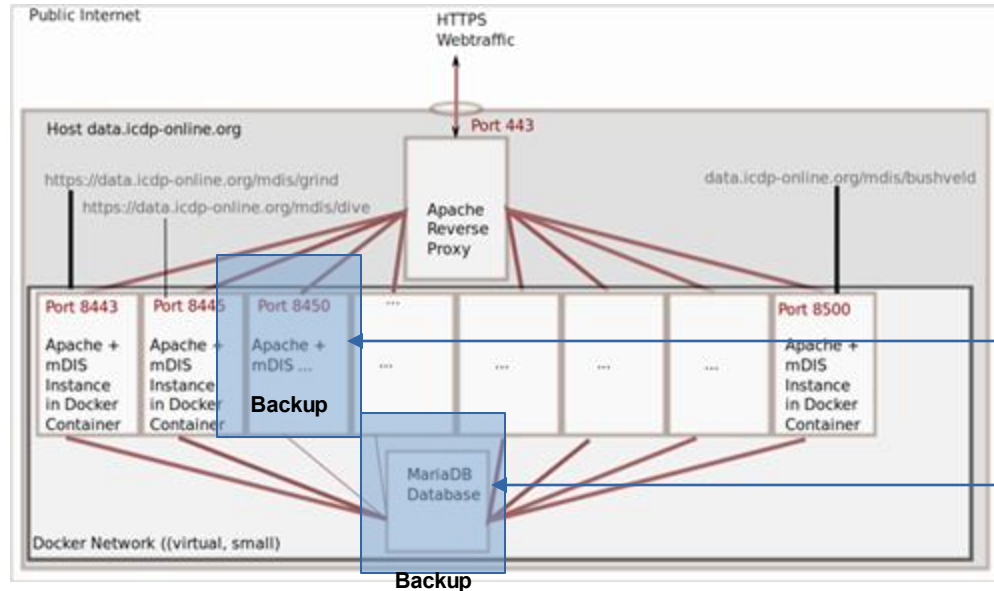 Public Internet
HTTPS
Webtraffic
Host data.icdp-online.org
Port 443
https://data.icdp-online.org/mdis/grind
https://data.icdp-online.org/mdis/dive
data.icdp-online.org/mdis/bushveld
Apache
Reverse
Proxy
Port 8443
Apache +
mDIS
Instance
in Docker
Container
Port 8445
Apache +
mDIS
Instance
in Docker
Container
Port 8450
Apache +
mDIS ...
Backup
...
...
...
...
...
Port 8500
Apache +
mDIS
Instance
in Docker
Container
MariaDB
Database
Backup
Docker Network ((virtual, small)